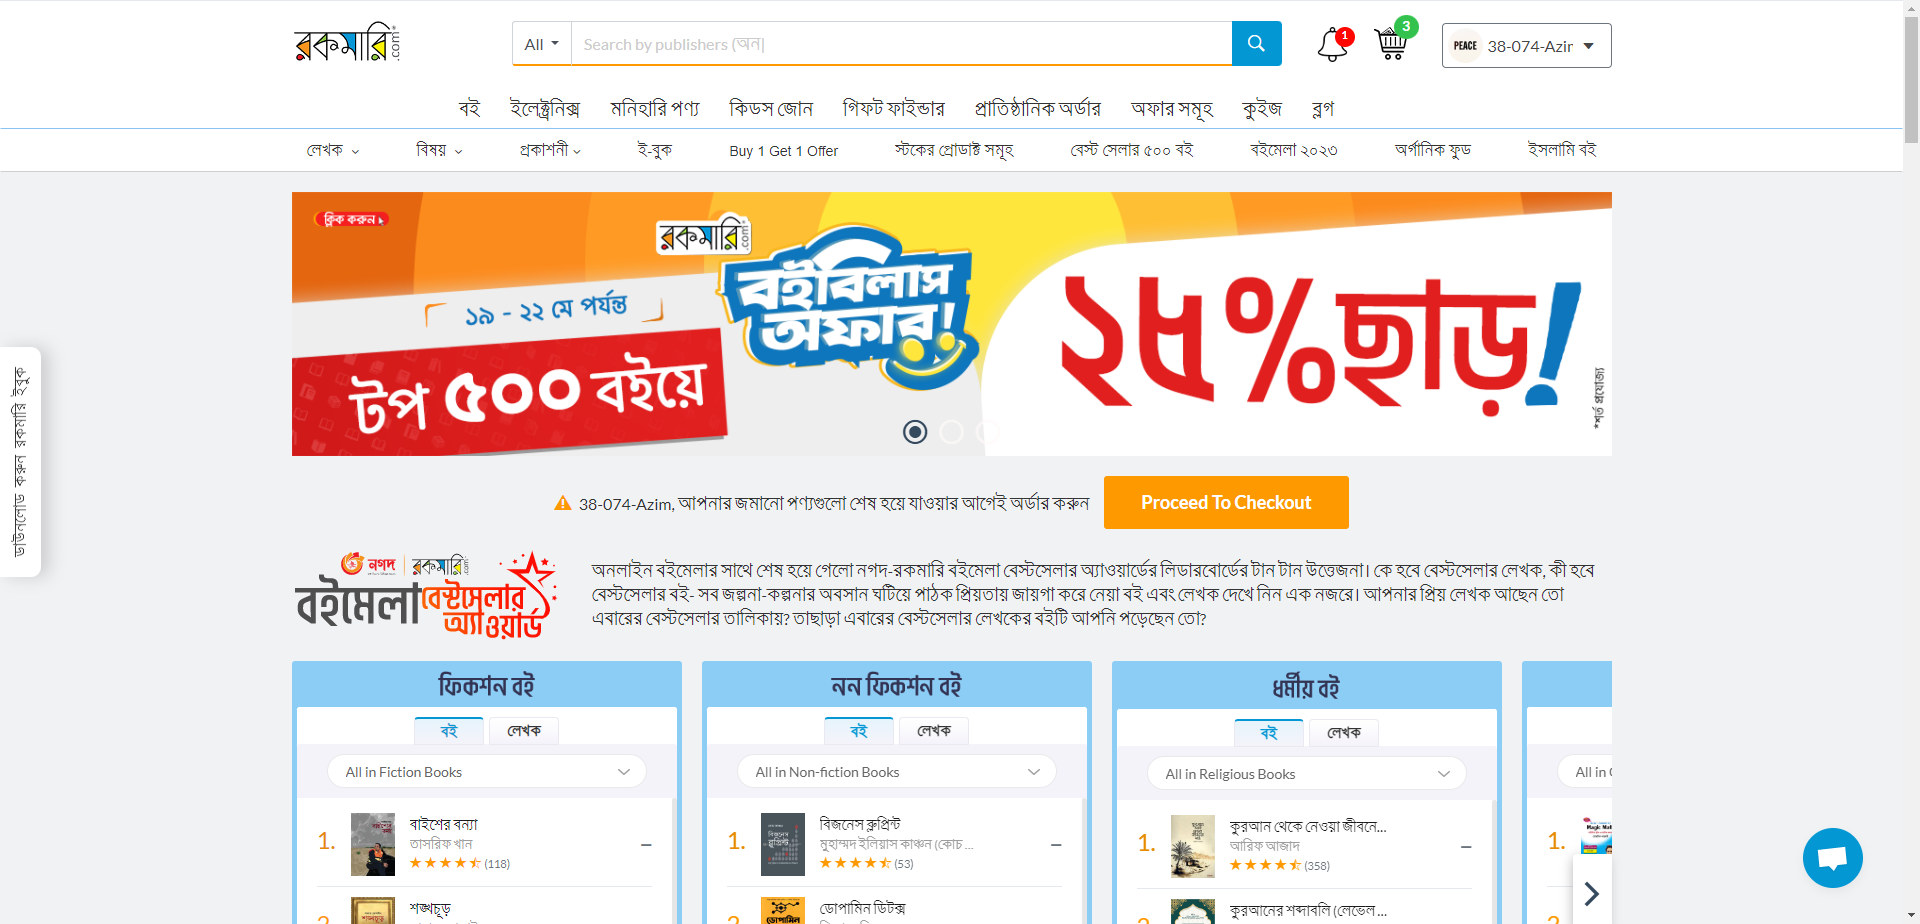 রকমারি.com
All
Search by publishers (অন|
1
3
PEACE
38-074-Azir
বই
ইলেক্ট্রনিক্স
মনিহারি পণ্য
কিডস জোন
গিফট ফাইন্ডার
প্রাতিষ্ঠানিক অর্ডার
অফার সমূহ
কুইজ
ব্লগ
লেখক
বিষয়
প্রকাশনী
ই-বুক
Buy 1 Get 1 Offer
স্টকের প্রোডাক্ট সমূহ
বেস্ট সেলার ৫০০ বই
বইমেলা ২০২৩
অর্গানিক ফুড
ইসলামি বই
ক্লিক করুন
রকমারি.com
১৯ - ২২ মে পর্যন্ত
টপ ৫০০ বইয়ে
বইবিলাস
অফার!
২৫%ছাড়!
*শর্ত প্রযোজ্য
ডাউনলোড করুন রকমারি ইবুক
38-074-Azim, আপনার জমানো পণ্যগুলো শেষ হয়ে যাওয়ার আগেই অর্ডার করুন
Proceed To Checkout
নগদ
রকমারি.com
বইমেলা বেস্টসেলার
অ্যাওয়ার্ড
অনলাইন বইমেলার সাথে শেষ হয়ে গেলো নগদ-রকমারি বইমেলা বেস্টসেলার অ্যাওয়ার্ডের লিডারবোর্ডের টান টান উত্তেজনা। কে হবে বেস্টসেলার লেখক, কী হবে
বেস্টসেলার বই- সব জল্পনা-কল্পনার অবসান ঘটিয়ে পাঠক প্রিয়তায় জায়গা করে নেয়া বই এবং লেখক দেখে নিন এক নজরে। আপনার প্রিয় লেখক আছেন তো
এবারের বেস্টসেলার তালিকায়? তাছাড়া এবারের বেস্টসেলার লেখকের বইটি আপনি পড়েছেন তো?
ফিকশন বই
বই
লেখক
All in Fiction Books
1.
বাইশের বন্যা
তাসরিফ খান
(118)
2.
শঙ্খচূড়
নন ফিকশন বই
বই
লেখক
All in Non-fiction Books
1.
বিজনেস ব্লুপ্রিন্ট
মুহাম্মদ ইলিয়াস কাঞ্চন (কোচ ...
(53)
2.
ডোপামিন ডিটক্স
ধর্মীয় বই
বই
লেখক
All in Religious Books
1.
কুরআন থেকে নেওয়া জীবনে...
আরিফ আজাদ
(358)
2.
কুরআনের শব্দাবলি (লেভেল ...
All in
1.
2.